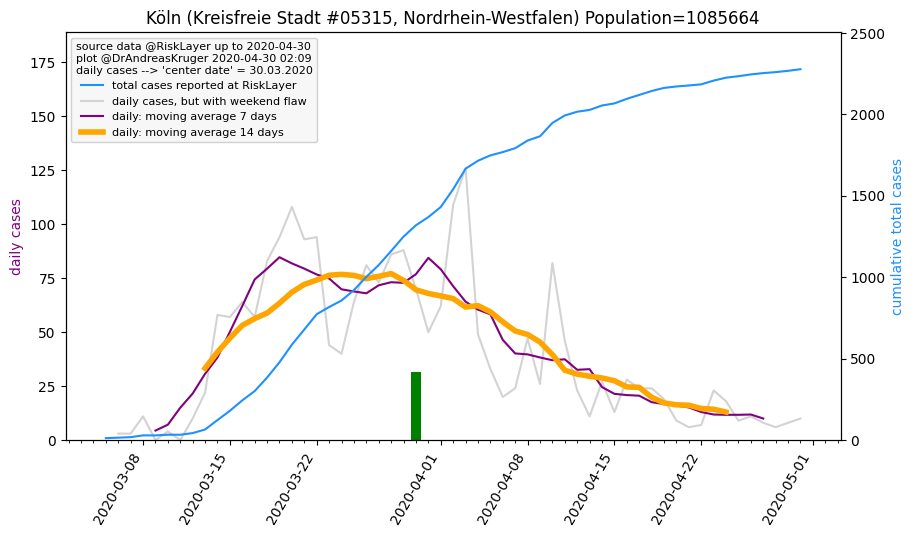 Köln (Kreisfreie Stadt #05315, Nordrhein-Westfalen) Population=1085664
source data @RiskLayer up to 2020-04-30
plot @DrAndreasKruger 2020-04-30 02:09
daily cases --> 'center date' = 30.03.2020
total cases reported at RiskLayer
daily cases, but with weekend flaw
daily: moving average 7 days
daily: moving average 14 days
daily cases
175
150
125
100
75
50
25
0
2500
2000
1500
1000
500
0
cumulative total cases
2020-03-08
2020-03-15
2020-03-22
2020-04-01
2020-04-08
2020-04-15
2020-04-22
2020-05-01